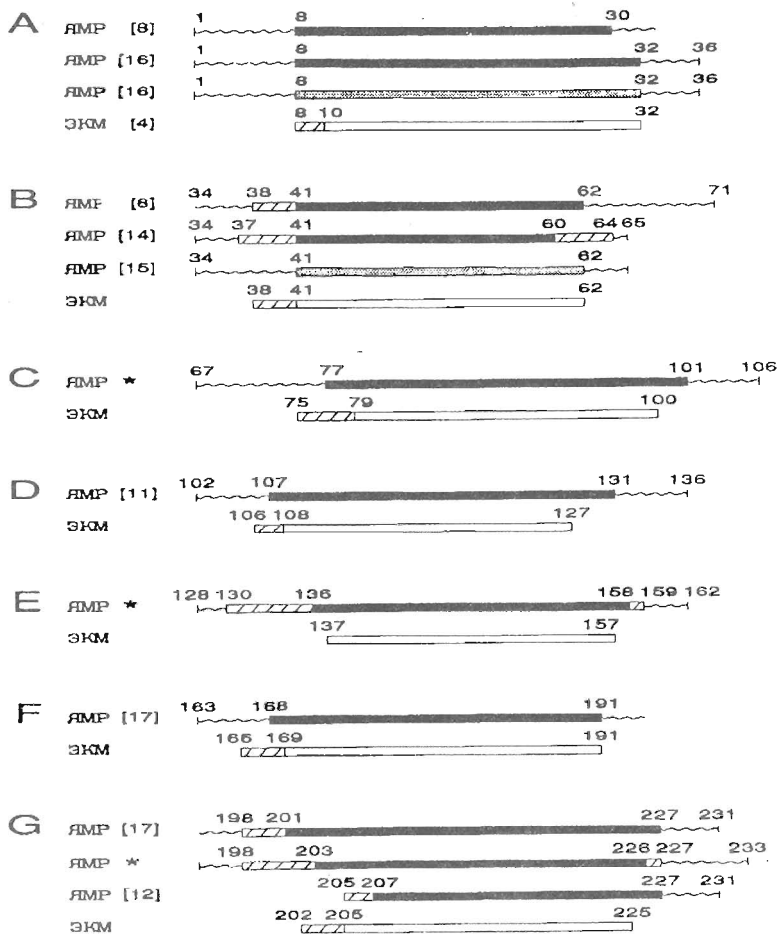 1 8 30
A ЯМР [8]
1 8 32 36
ЯМР [16]
1 8 32 36
ЯМР [16]
ЭКМ [4]
8 10 32
34 38 41 62 71
B ЯМР [8]
34 37 41 60 64 65
ЯМР [14]
34 41 62
ЯМР [15]
ЭКМ
38 41 62
67 77 101 106
C ЯМР *
75 79 100
ЭКМ
102 107 131 136
D ЯМР [11]
106 108 127
ЭКМ
128 130 136 158 159 162
E ЯМР *
137 157
ЭКМ
163 168 191
F ЯМР [17]
169 191
ЭКМ
198 201 227 231
G ЯМР [17]
198 203 226 227 233
ЯМР *
205 207 227 231
ЯМР [12]
202 205 225
ЭКМ